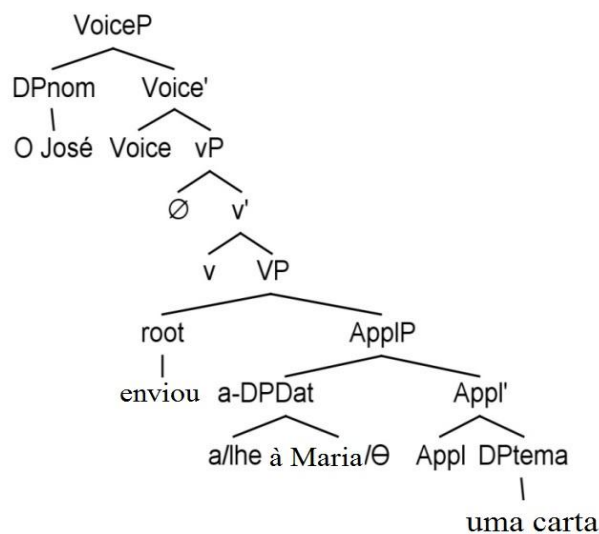 VoiceP
DPnom Voice'
O José Voice vP
∅ v'
v VP
root ApplP
enviou a-DPDat Appl'
a/lhe à Maria/Ɵ Appl DPtema
uma carta